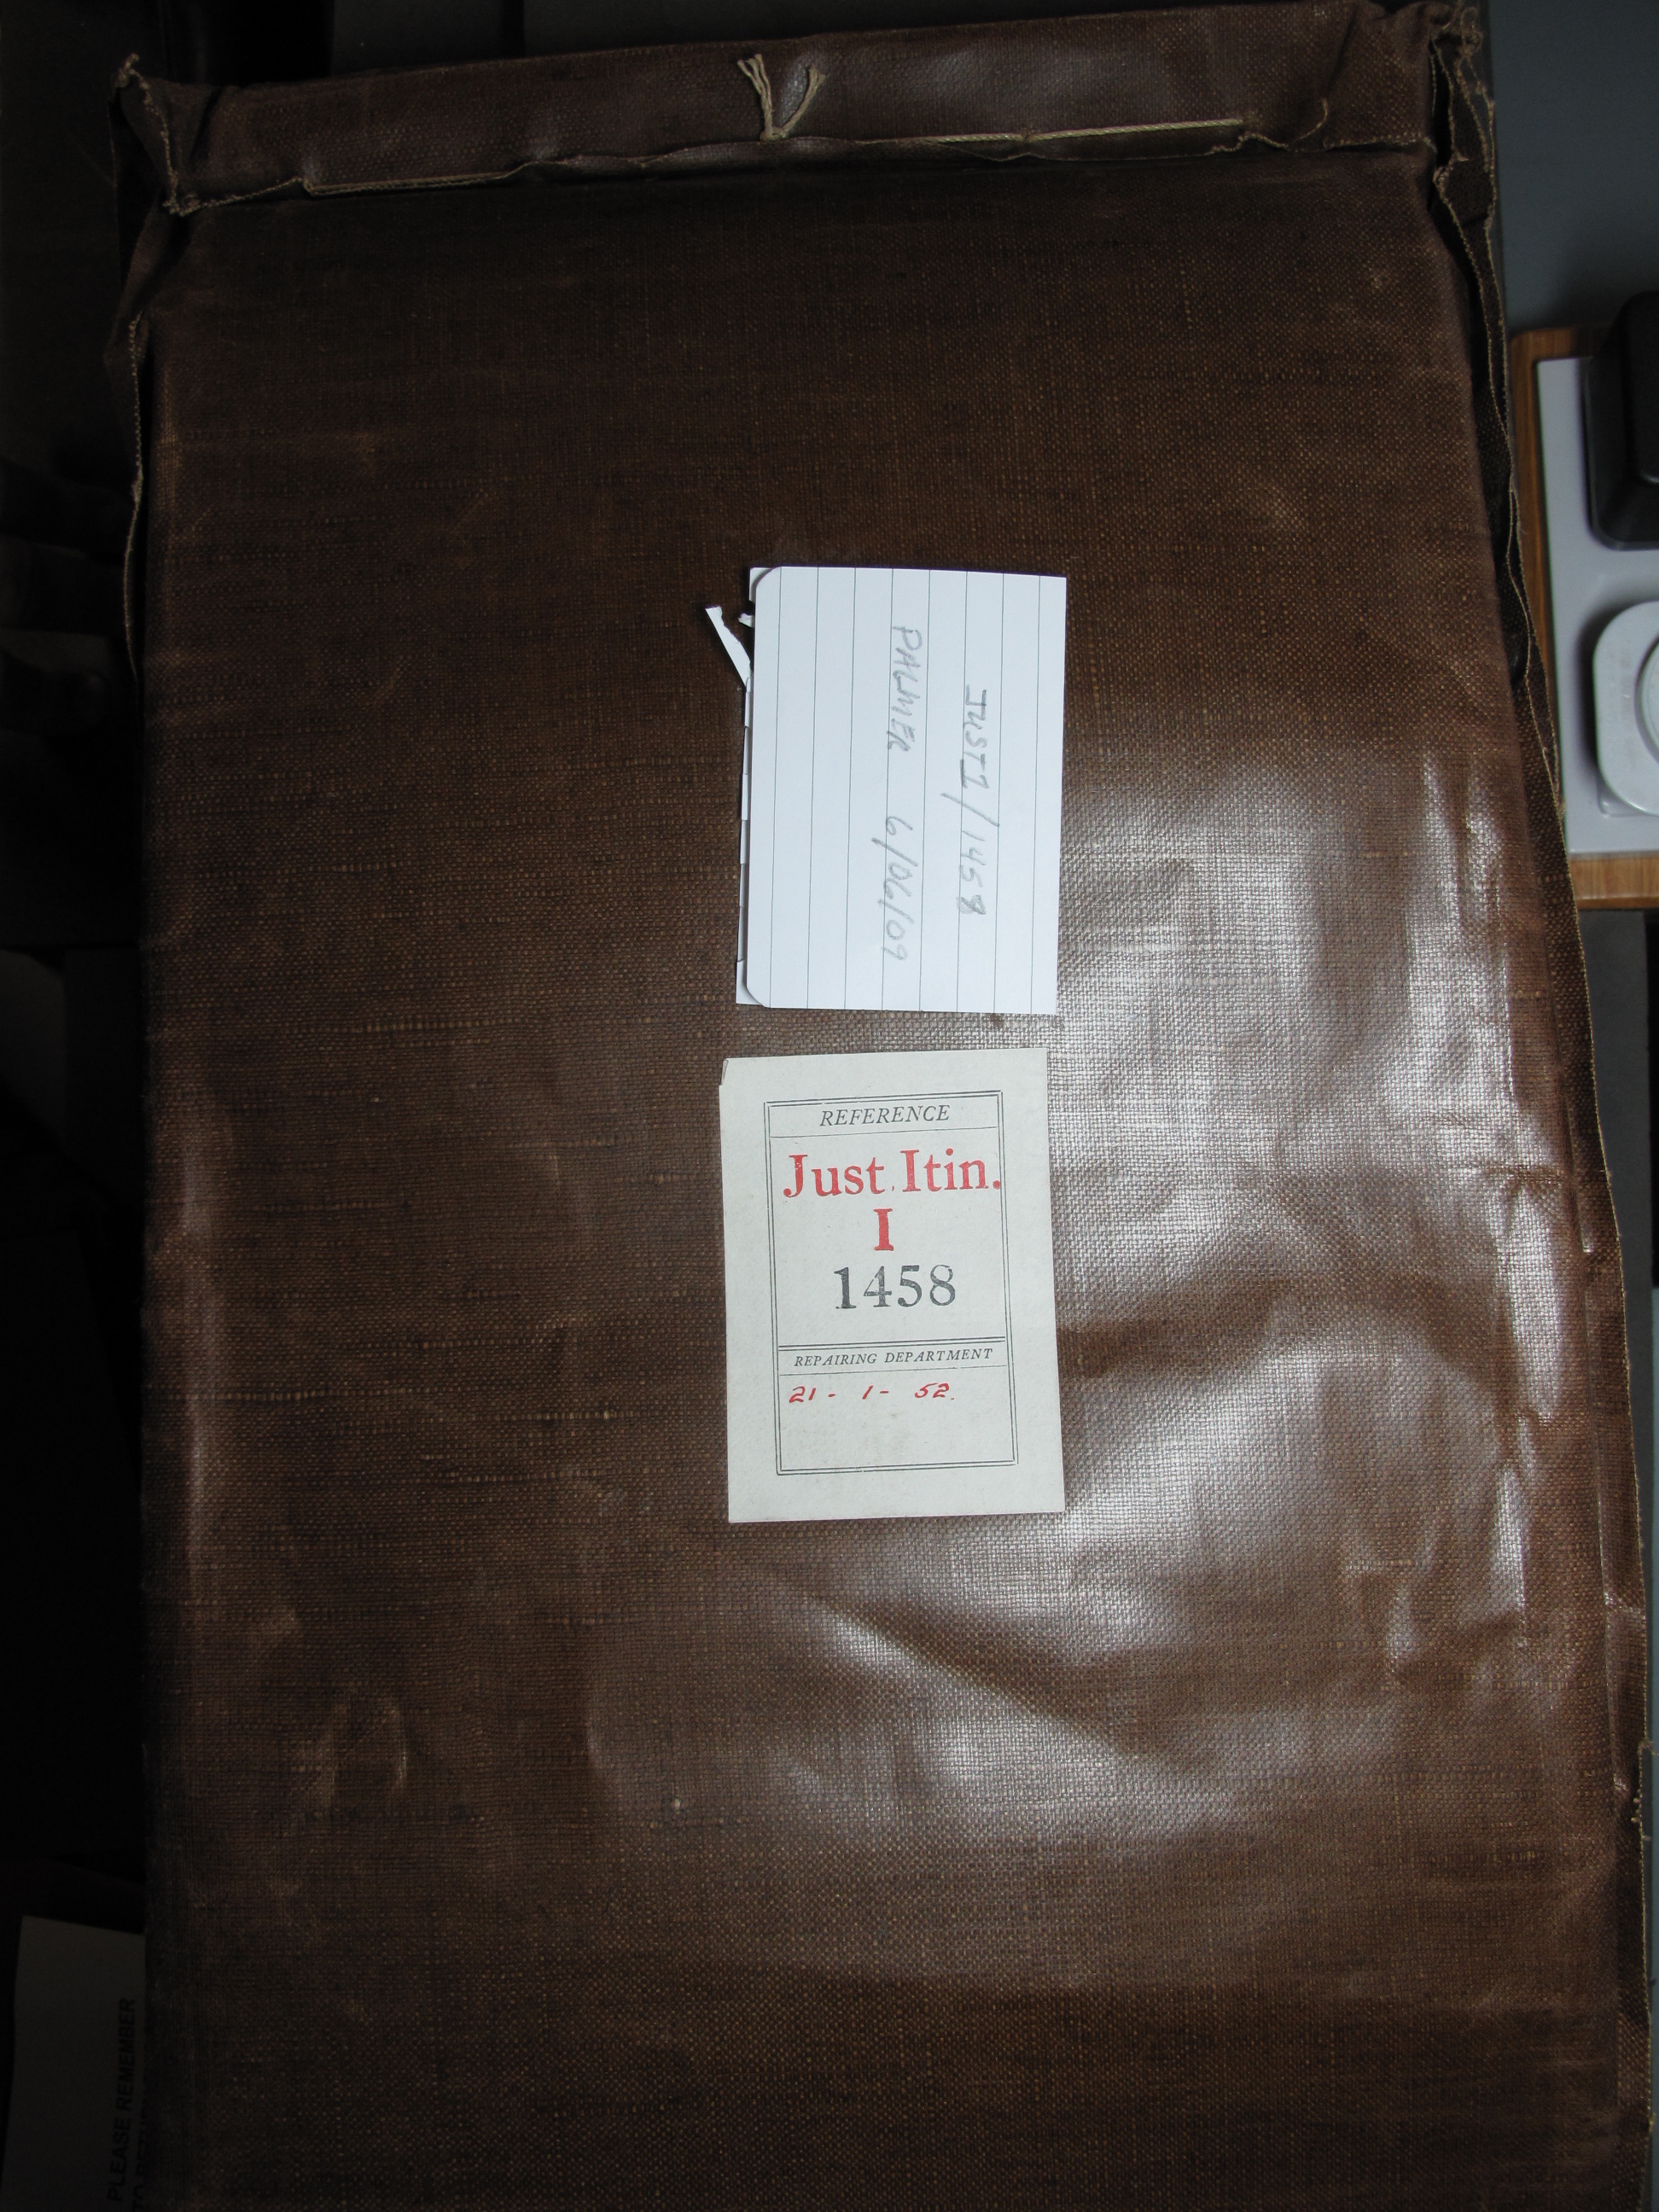 JUST1/1458
PALMER 6/06/09
REFERENCE
Just. Itin.
I
1458
REPAIRING DEPARTMENT
21 - 1 - 52.
PLEASE REMEMBER